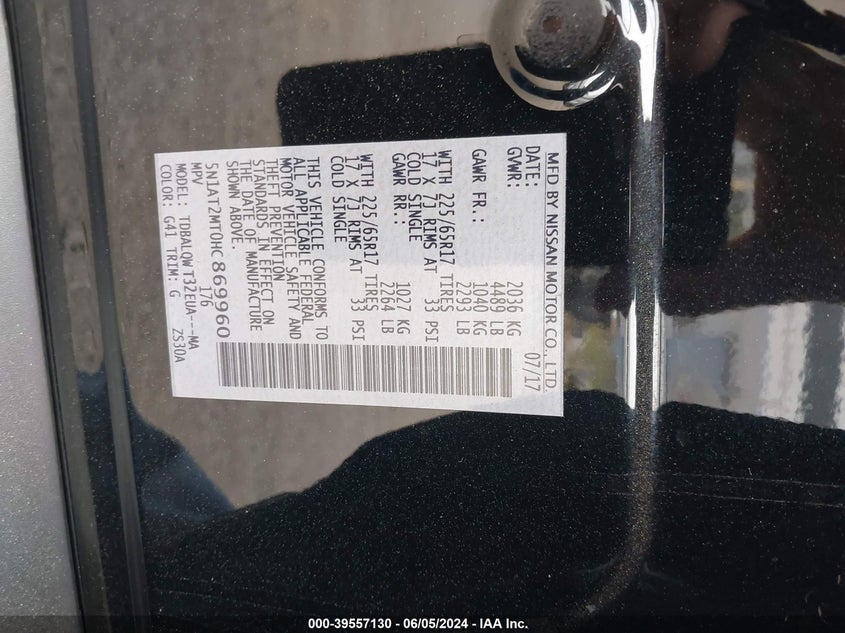 MFD BY NISSAN MOTOR CO., LTD
DATE: 07/17
GVWR: 2036 KG
4489 LB
GAWR FR.: 1040 KG
2293 LB
WITH 225/65R17 TIRES
17 X 7J RIMS AT 33 PSI
COLD SINGLE
GAWR RR.: 1027 KG
2264 LB
WITH 225/65R17 TIRES
17 X 7J RIMS AT 33 PSI
COLD SINGLE
THIS VEHICLE CONFORMS TO
ALL APPLICABLE FEDERAL
MOTOR VEHICLE SAFETY AND
THEFT PREVENTION
STANDARDS IN EFFECT ON
THE DATE OF MANUFACTURE
SHOWN ABOVE.
5N1AT2MT0HC869960
MPV 176
MODEL: TDBALQW T32EUA---MA
COLOR: G41 TRIM: G ZS30A
000-39557130 - 06/05/2024 - IAA Inc.